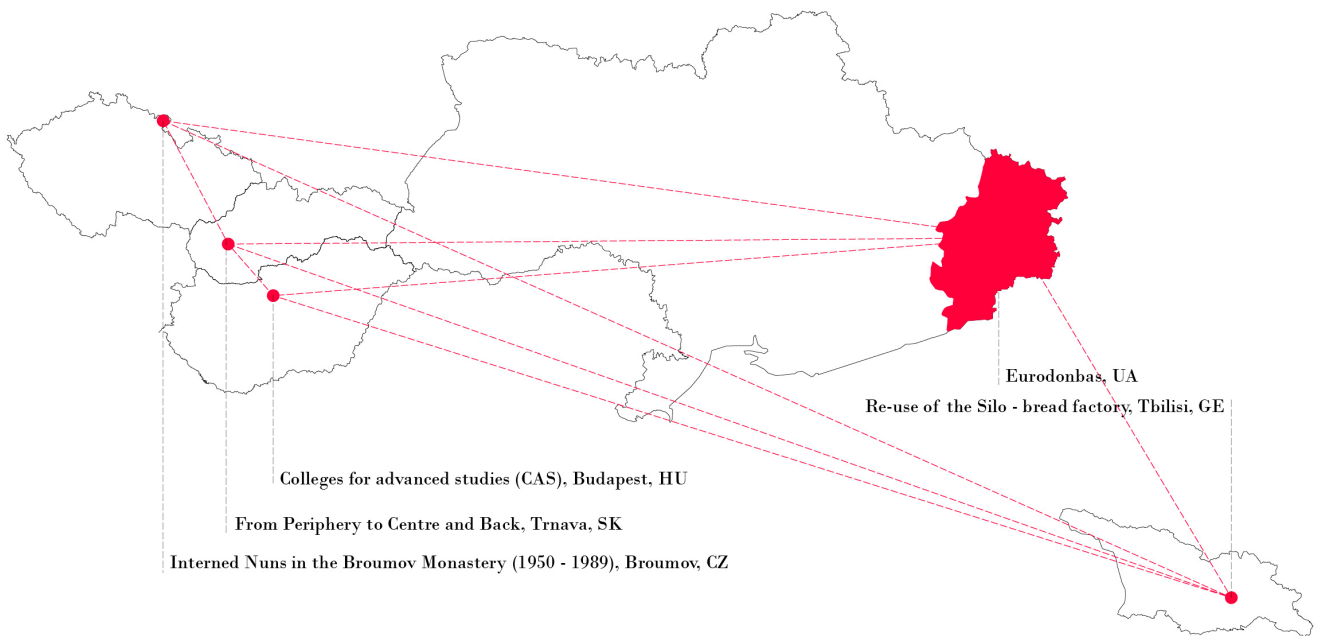 Eurodonbas, UA
Re-use of the Silo - bread factory, Tbilisi, GE
Colleges for advanced studies (CAS), Budapest, HU
From Periphery to Centre and Back, Trnava, SK
Interned Nuns in the Broumov Monastery (1950 - 1989), Broumov, CZ